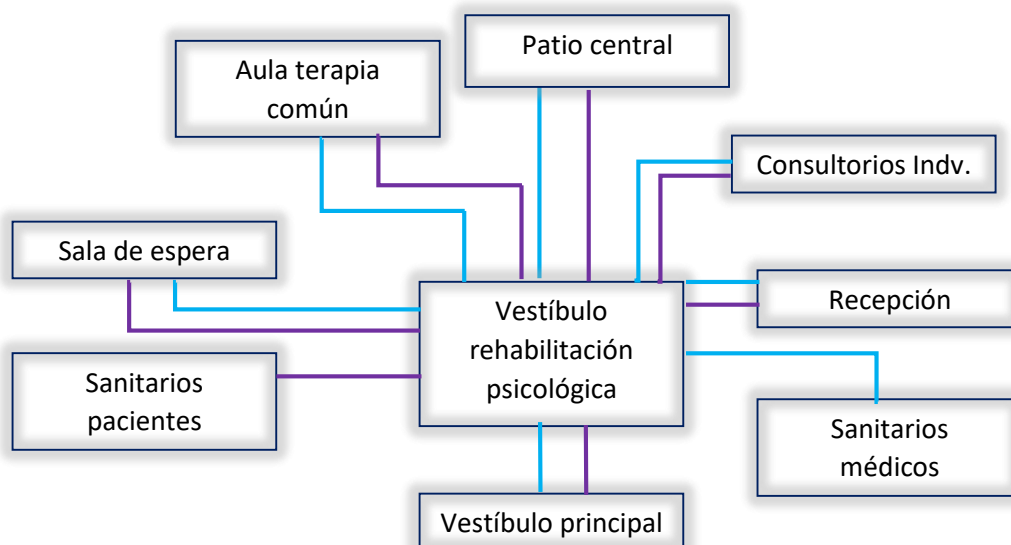 Patio central
Aula terapia
común
Consultorios Indv.
Sala de espera
Vestíbulo
rehabilitación
psicológica
Recepción
Sanitarios
pacientes
Sanitarios
médicos
Vestíbulo principal